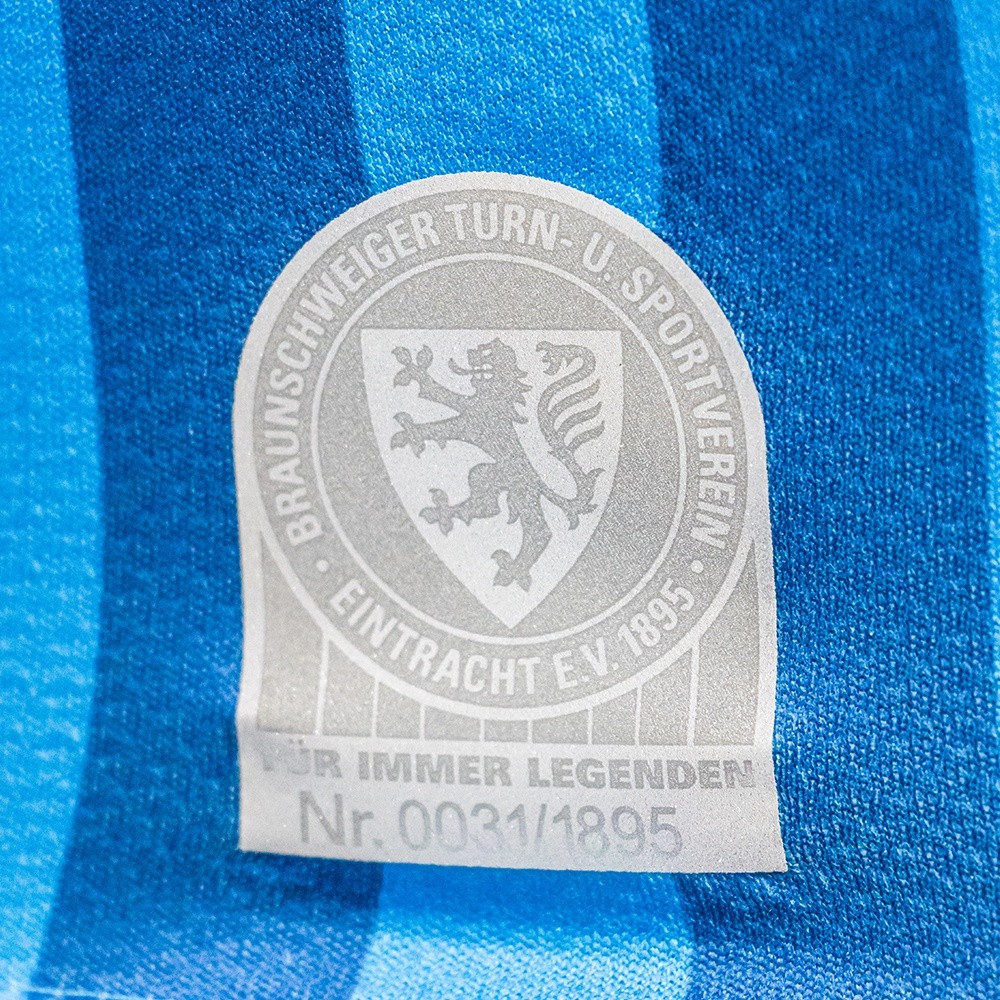 BRAUNSCHWEIGER TURN- U. SPORTVEREIN
• EINTRACHT E.V. 1895 •
FÜR IMMER LEGENDEN
Nr. 0031/1895